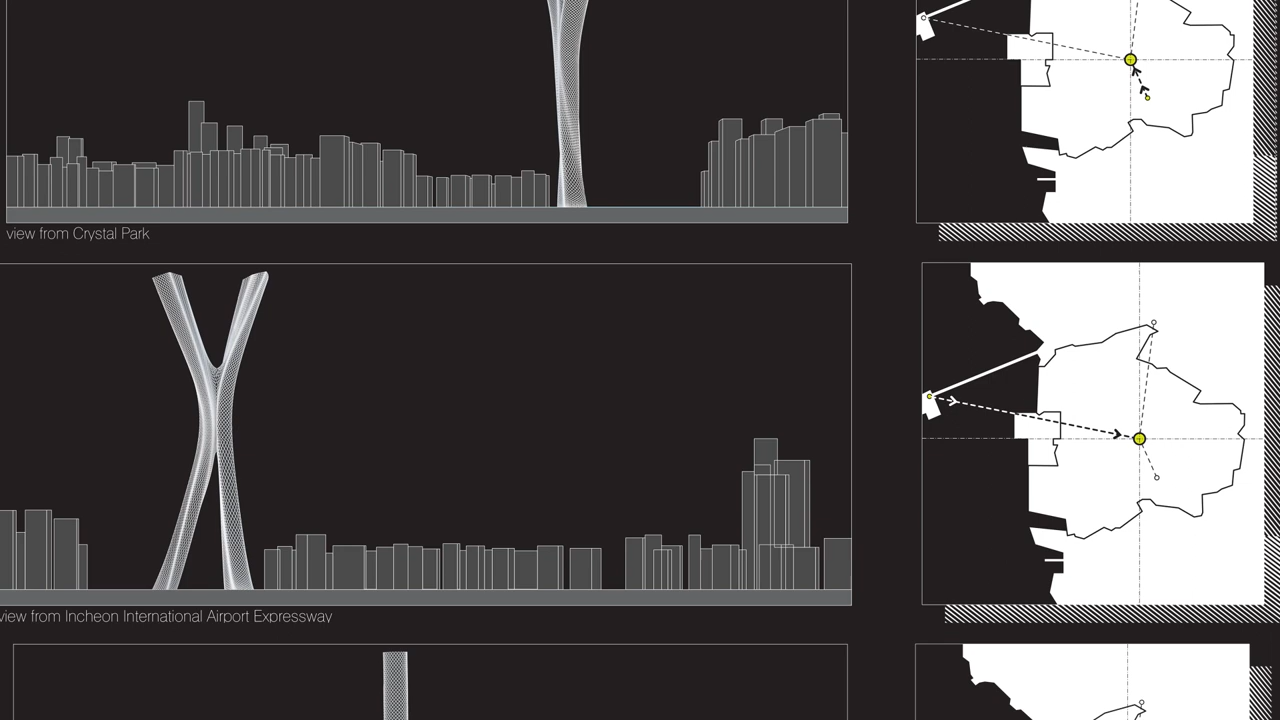 view from Crystal Park
view from Incheon International Airport Expressway